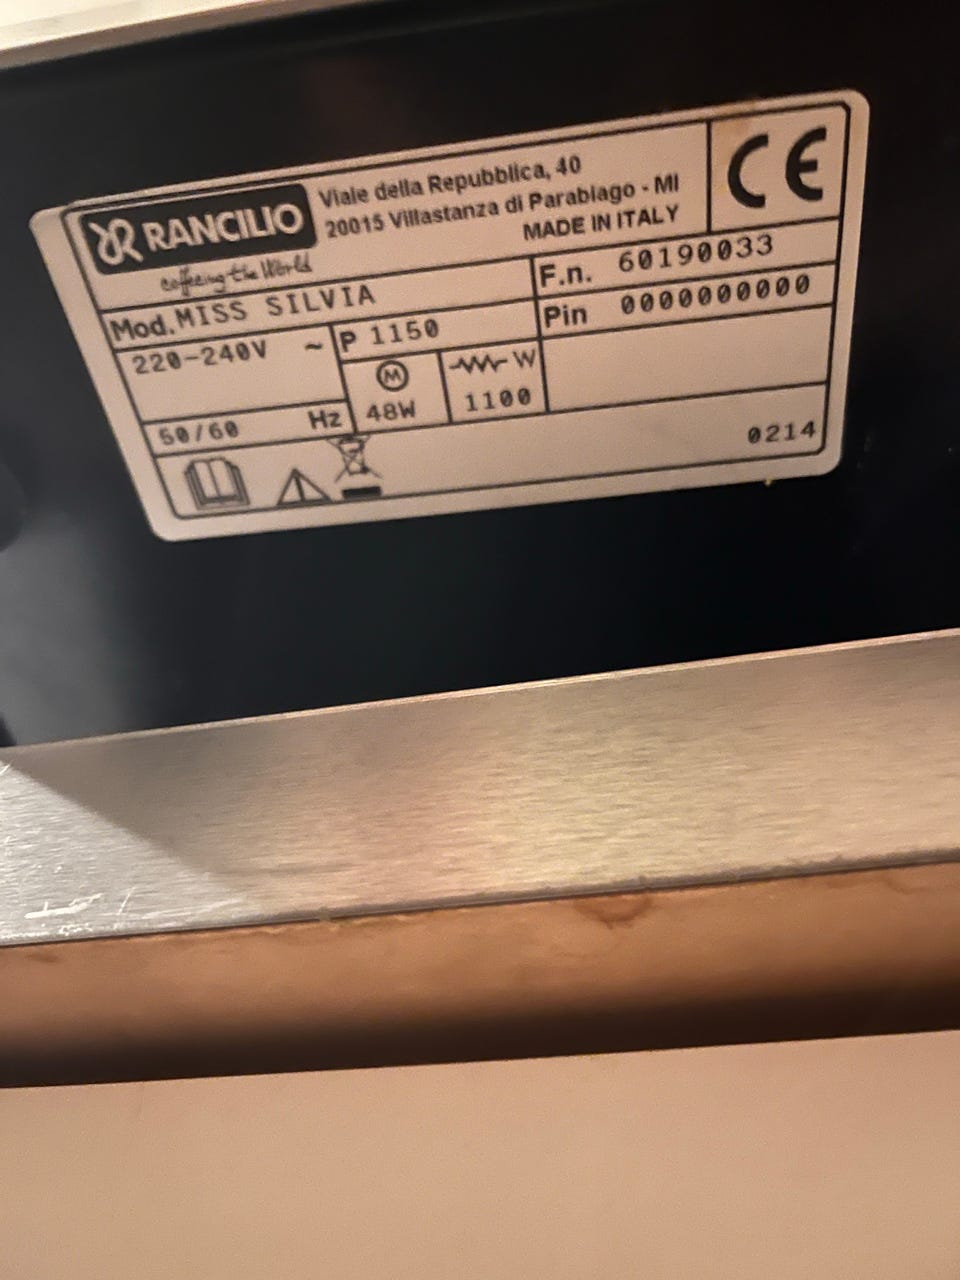 RANCILIO
coffeeing the World
Viale della Repubblica, 40
20015 Villastanza di Parabiago - MI
MADE IN ITALY
CE
Mod. MISS SILVIA
F.n. 60190033
220-240V ~
P 1150
Pin 0000000000
M
W
50/60 Hz
48W
1100
0214